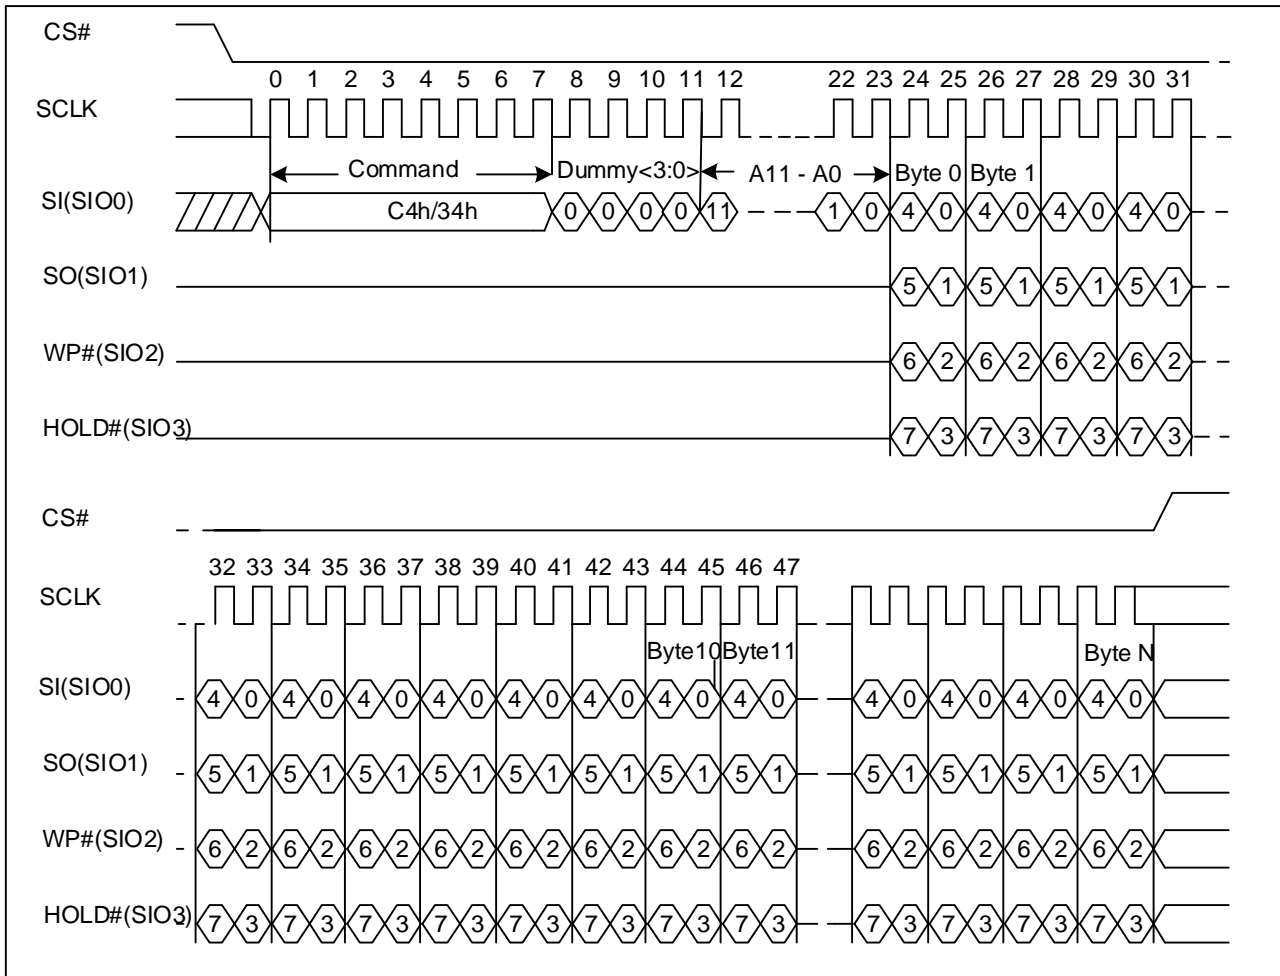 CS#
0 1 2 3 4 5 6 7 8 9 10 11 12 22 23 24 25 26 27 28 29 30 31
SCLK
Command Dummy<3:0> A11 - A0 Byte 0 Byte 1
SI(SIO0) C4h/34h 0 0 0 0 11 1 0 4 0 4 0 4 0 4 0
SO(SIO1) 5 1 5 1 5 1 5 1
WP#(SIO2) 6 2 6 2 6 2 6 2
HOLD#(SIO3) 7 3 7 3 7 3 7 3
CS#
32 33 34 35 36 37 38 39 40 41 42 43 44 45 46 47
SCLK
Byte10 Byte11 Byte N
SI(SIO0) 4 0 4 0 4 0 4 0 4 0 4 0 4 0 4 0 4 0 4 0 4 0 4 0
SO(SIO1) 5 1 5 1 5 1 5 1 5 1 5 1 5 1 5 1 5 1 5 1 5 1 5 1
WP#(SIO2) 6 2 6 2 6 2 6 2 6 2 6 2 6 2 6 2 6 2 6 2 6 2 6 2
HOLD#(SIO3) 7 3 7 3 7 3 7 3 7 3 7 3 7 3 7 3 7 3 7 3 7 3 7 3